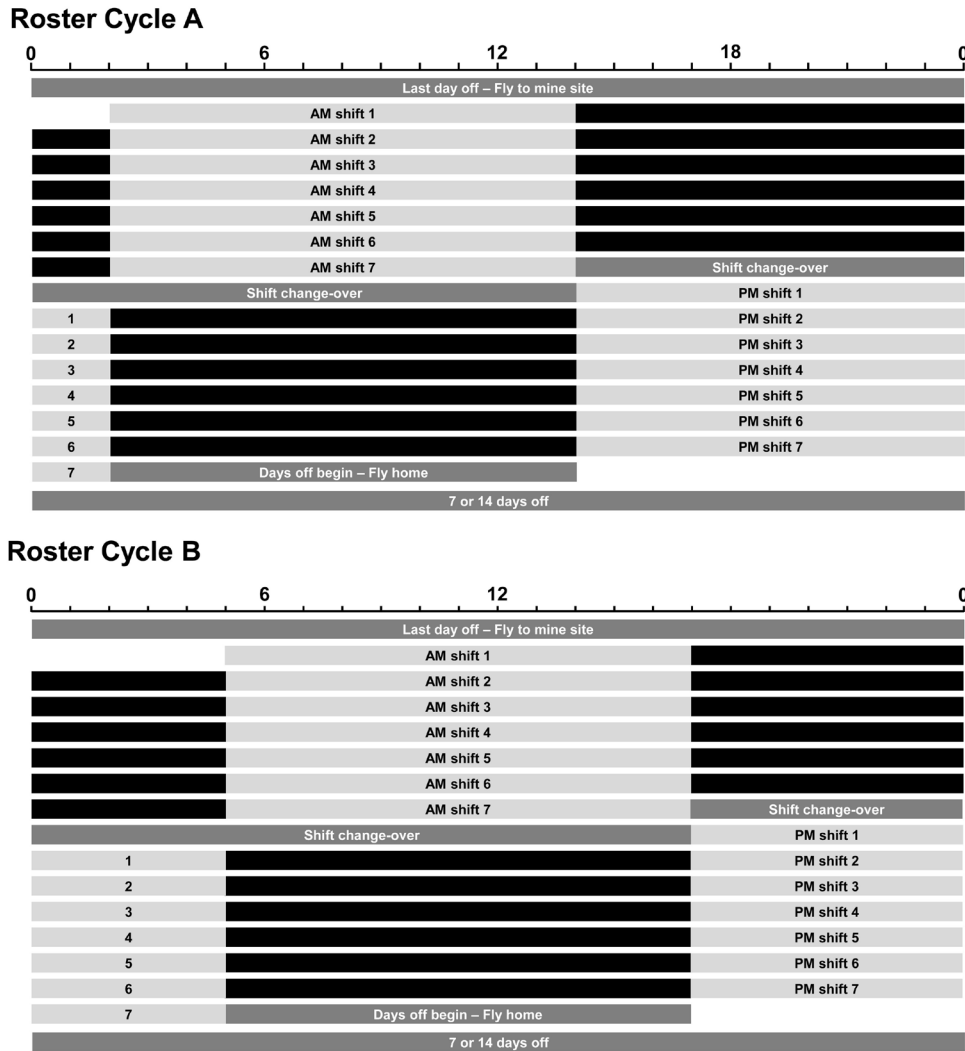 Roster Cycle A
0 6 12 18 0
Last day off – Fly to mine site
AM shift 1
AM shift 2
AM shift 3
AM shift 4
AM shift 5
AM shift 6
AM shift 7 Shift change-over
Shift change-over PM shift 1
1 PM shift 2
2 PM shift 3
3 PM shift 4
4 PM shift 5
5 PM shift 6
6 PM shift 7
7 Days off begin – Fly home
7 or 14 days off
Roster Cycle B
0 6 12 0
Last day off – Fly to mine site
AM shift 1
AM shift 2
AM shift 3
AM shift 4
AM shift 5
AM shift 6
AM shift 7 Shift change-over
Shift change-over PM shift 1
1 PM shift 2
2 PM shift 3
3 PM shift 4
4 PM shift 5
5 PM shift 6
6 PM shift 7
7 Days off begin – Fly home
7 or 14 days off